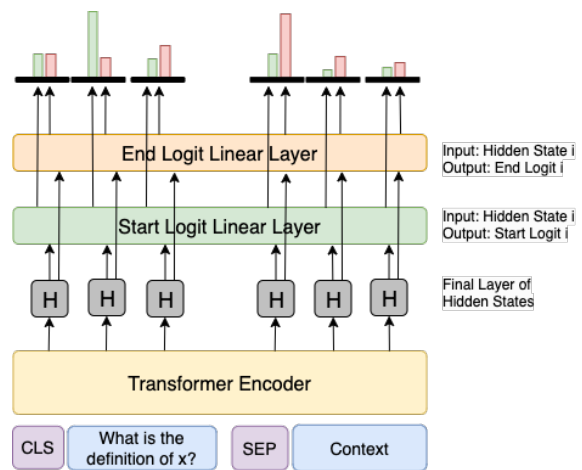 End Logit Linear Layer
Input: Hidden State i
Output: End Logit i
Start Logit Linear Layer
Input: Hidden State i
Output: Start Logit i
H H H H H H
Final Layer of
Hidden States
Transformer Encoder
CLS
What is the
definition of x?
SEP
Context